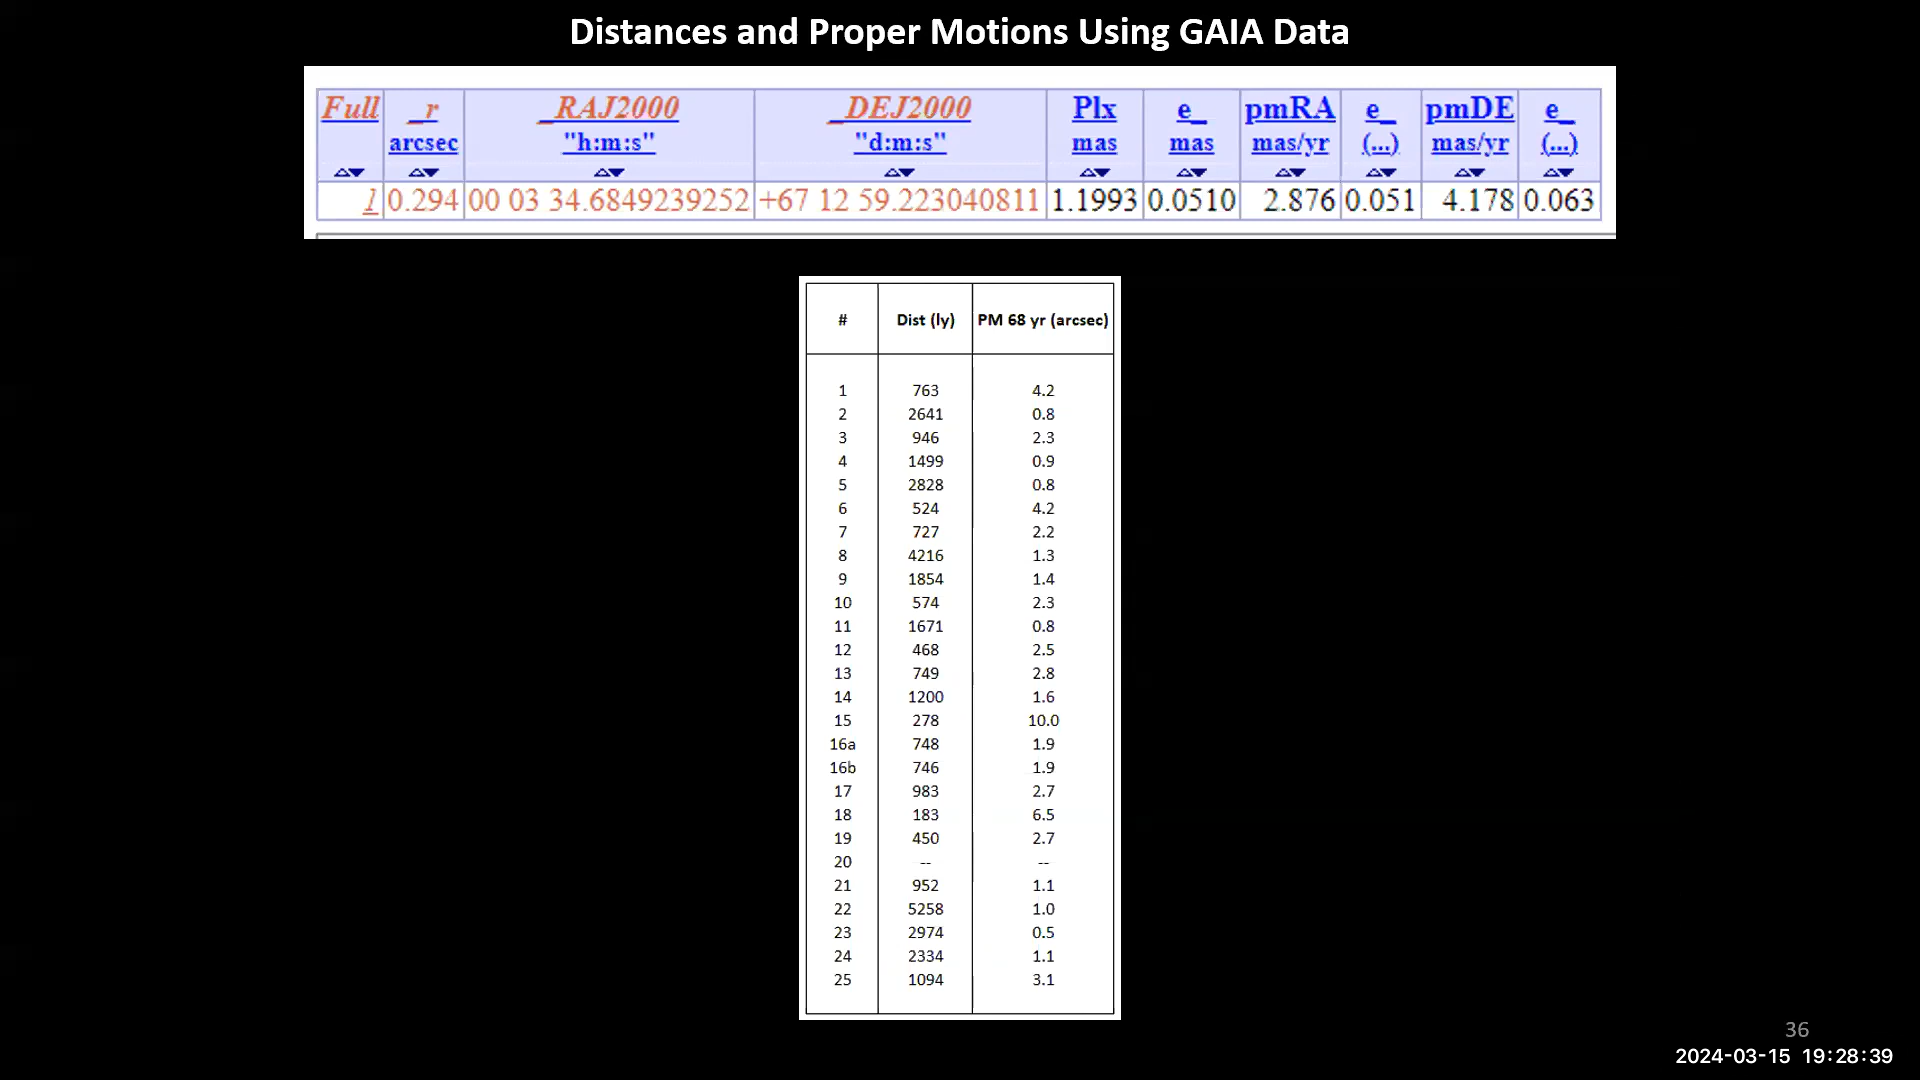 Distances and Proper Motions Using GAIA Data
Full _r _RAJ2000 _DEJ2000 Plx e_ pmRA e_ pmDE e_
arcsec "h:m:s" "d:m:s" mas mas mas/yr (...) mas/yr (...)
1 0.294 00 03 34.6849239252 +67 12 59.223040811 1.1993 0.0510 2.876 0.051 4.178 0.063
# Dist (ly) PM 68 yr (arcsec)
1 763 4.2
2 2641 0.8
3 946 2.3
4 1499 0.9
5 2828 0.8
6 524 4.2
7 727 2.2
8 4216 1.3
9 1854 1.4
10 574 2.3
11 1671 0.8
12 468 2.5
13 749 2.8
14 1200 1.6
15 278 10.0
16a 748 1.9
16b 746 1.9
17 983 2.7
18 183 6.5
19 450 2.7
20 -- --
21 952 1.1
22 5258 1.0
23 2974 0.5
24 2334 1.1
25 1094 3.1
36
2024-03-15 19:28:39